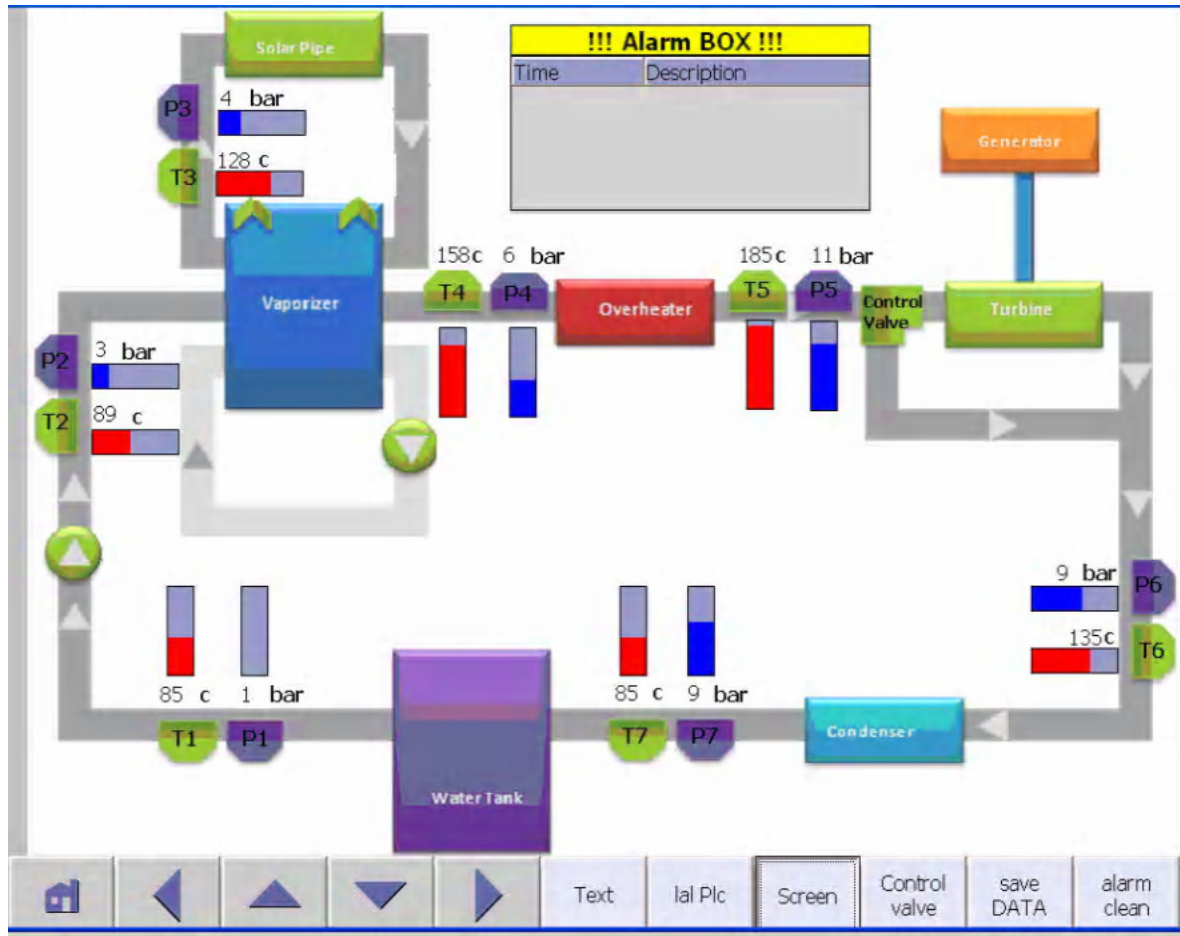 Solar Pipe
!!! Alarm BOX !!!
Time Description
P3
4 bar
T3
128 c
Generator
158c 6 bar
185 c 11 bar
T4 P4
T5 P5
Vaporizer
Overheater
Control
Valve
Turbine
P2
3 bar
T2
89 c
9 bar
P6
135c
T6
85 c 1 bar
85 c 9 bar
T1 P1
T7 P7
Condenser
Water Tank
Text
lal Plc
Screen
Control
valve
save
DATA
alarm
clean